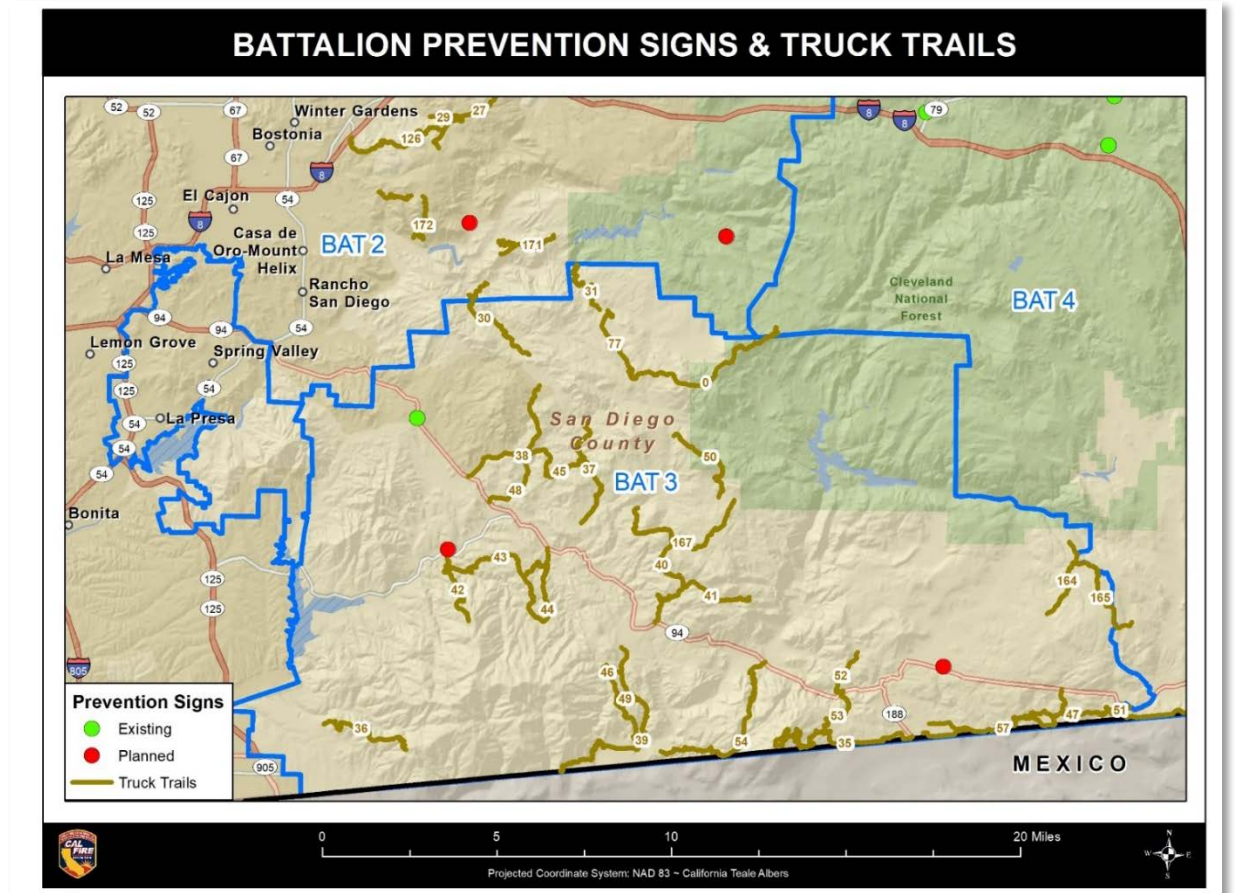 BATTALION PREVENTION SIGNS & TRUCK TRAILS
52
52
67
Winter Gardens
29
27
8
8
79
Bostonia
126
67
8
125
El Cajon
54
172
125
8
Casa de
Oro-Mount
Helix
BAT 2
171
La Mesa
Rancho
San Diego
31
Cleveland
National
Forest
BAT 4
30
94
94
54
77
Lemon Grove
Spring Valley
125
0
125
54
La Presa
San Diego
County
54
54
54
38
45
37
50
BAT 3
48
Bonita
167
43
40
125
42
41
164
165
125
44
94
805
46
52
49
Prevention Signs
Existing
Planned
Truck Trails
36
39
54
53
35
188
57
47
51
905
MEXICO
CAL
FIRE
0
5
10
20 Miles
Projected Coordinate System: NAD 83 ~ California Teale Albers
N
W
E
S